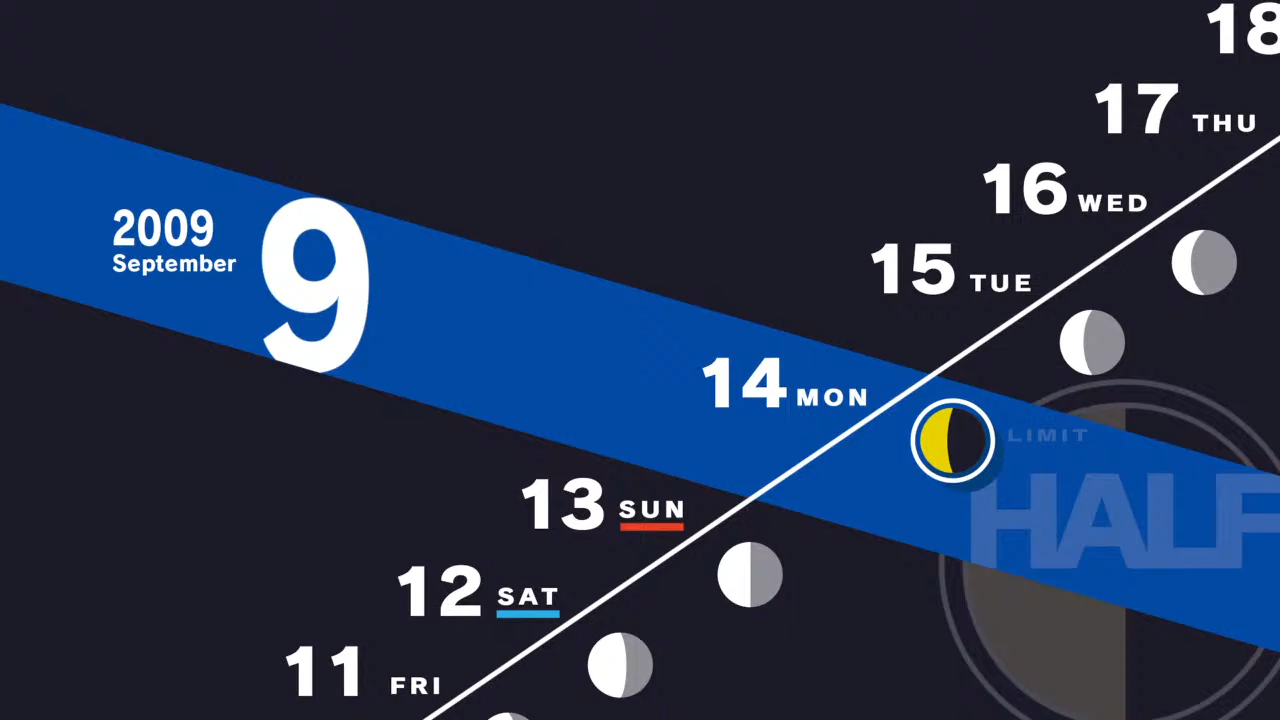 18
17 THU
16 WED
15 TUE
2009
September
9
14 MON
LIMIT
HALF
13 SUN
12 SAT
11 FRI